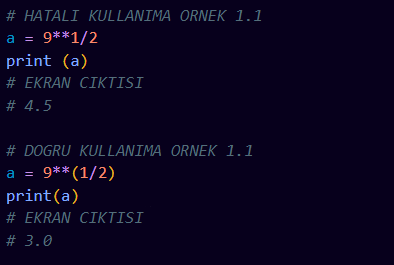 # HATALI KULLANIMA ORNEK 1.1
a = 9**1/2
print (a)
# EKRAN CIKTISI
# 4.5

# DOGRU KULLANIMA ORNEK 1.1
a = 9**(1/2)
print(a)
# EKRAN CIKTISI
# 3.0